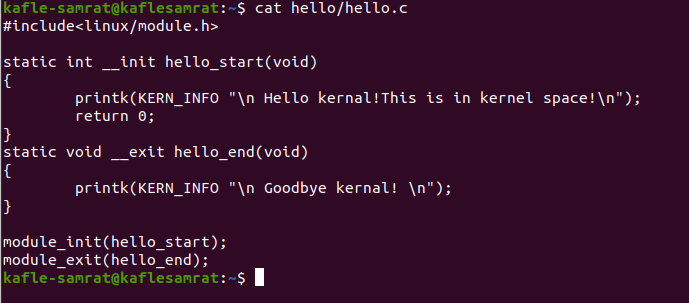 kafle-samrat@kaflesamrat:~$ cat hello/hello.c
#include<linux/module.h>

static int __init hello_start(void)
{
        printk(KERN_INFO "\n Hello kernal!This is in kernel space!\n");
        return 0;
}
static void __exit hello_end(void)
{
        printk(KERN_INFO "\n Goodbye kernal! \n");
}

module_init(hello_start);
module_exit(hello_end);
kafle-samrat@kaflesamrat:~$